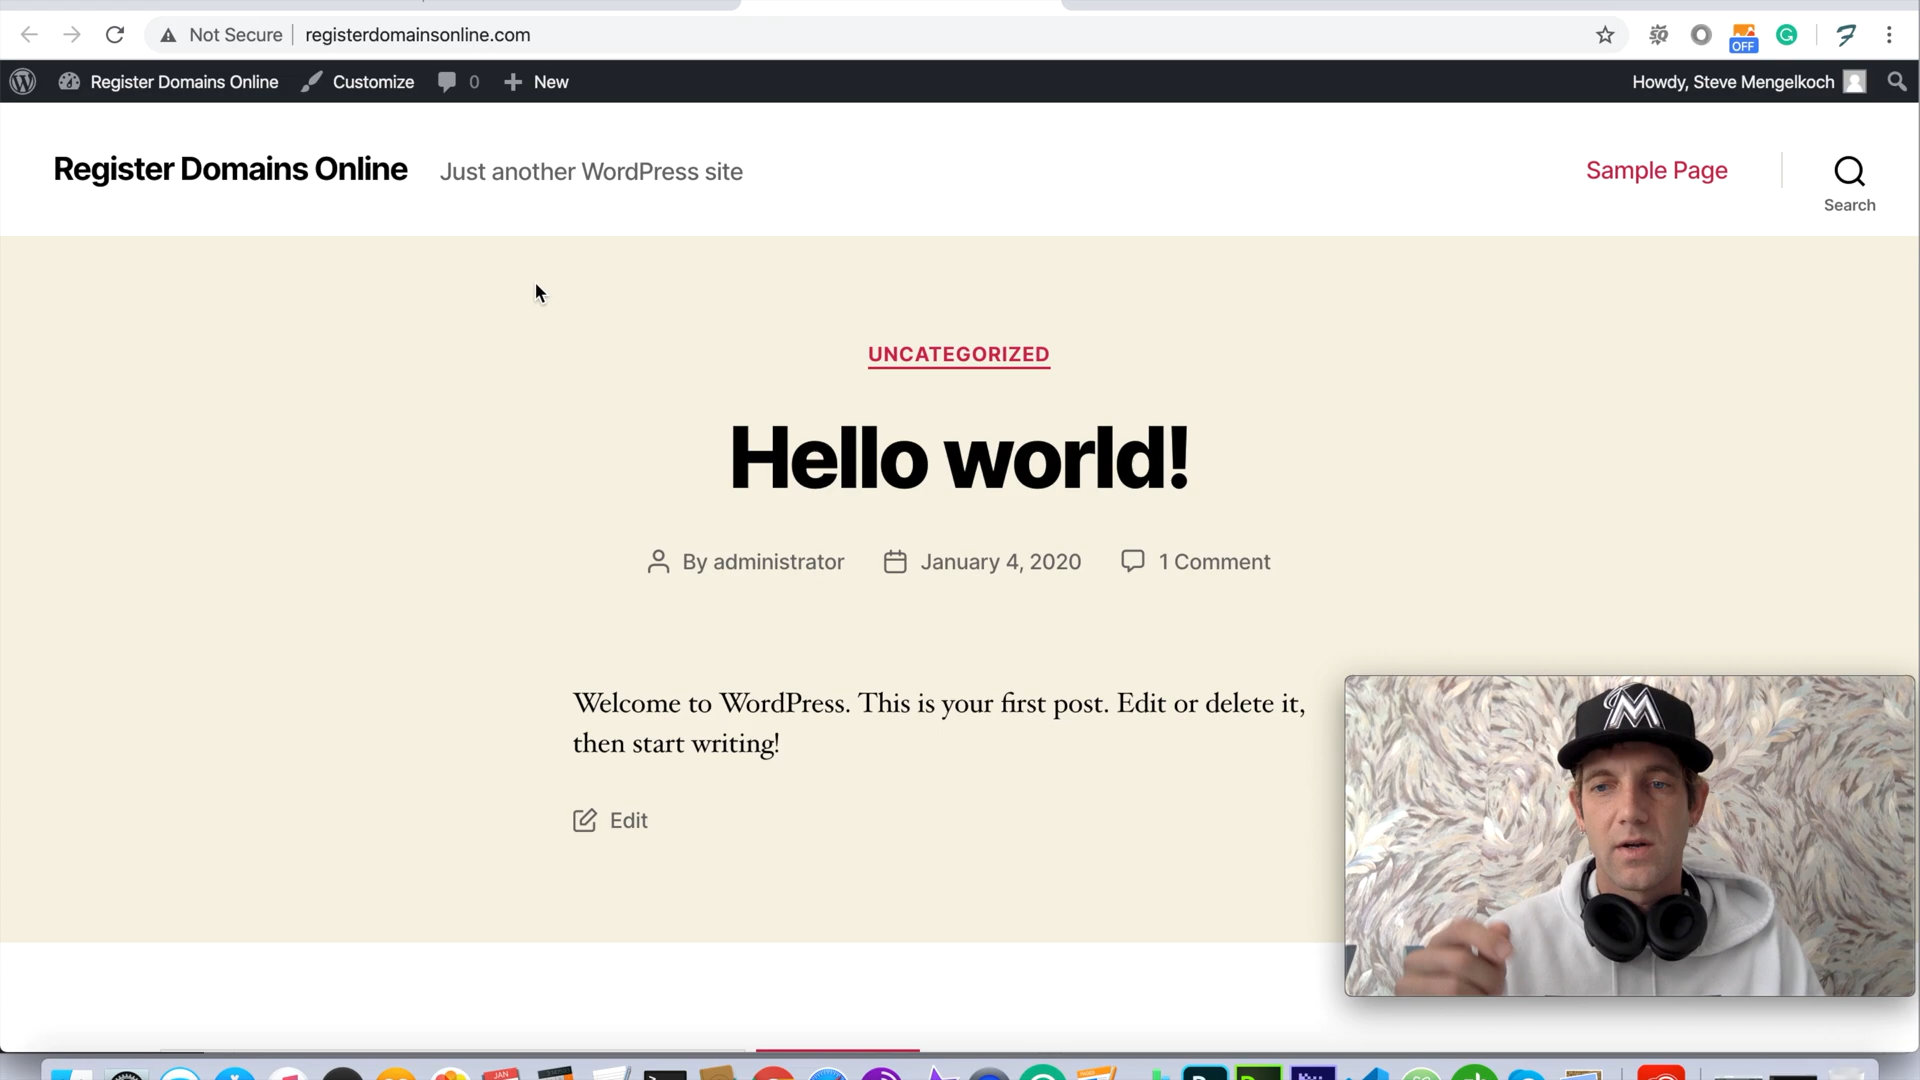 Not Secure registerdomainsonline.com
OFF
Register Domains Online Customize 0 New Howdy, Steve Mengelkoch
Register Domains Online Just another WordPress site Sample Page
Search
UNCATEGORIZED
Hello world!
By administrator January 4, 2020 1 Comment
Welcome to WordPress. This is your first post. Edit or delete it,
then start writing!
Edit
M
JAN